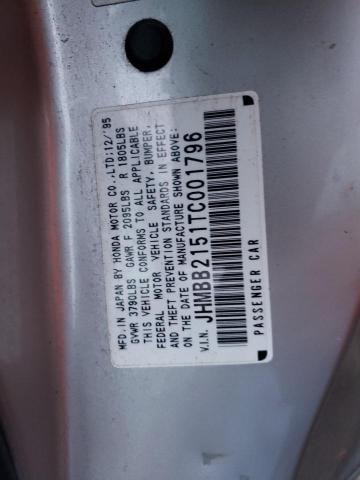 MFD.IN JAPAN BY HONDA MOTOR CO.,LTD;12/'95
GVWR 3790LBS GAWR F 2095LBS R 1805LBS
THIS VEHICLE CONFORMS TO ALL APPLICABLE
FEDERAL MOTOR VEHICLE SAFETY, BUMPER,
AND THEFT PREVENTION STANDARDS IN EFFECT
ON THE DATE OF MANUFACTURE SHOWN ABOVE.
V.I.N. JHMBB2151TC001796
PASSENGER CAR